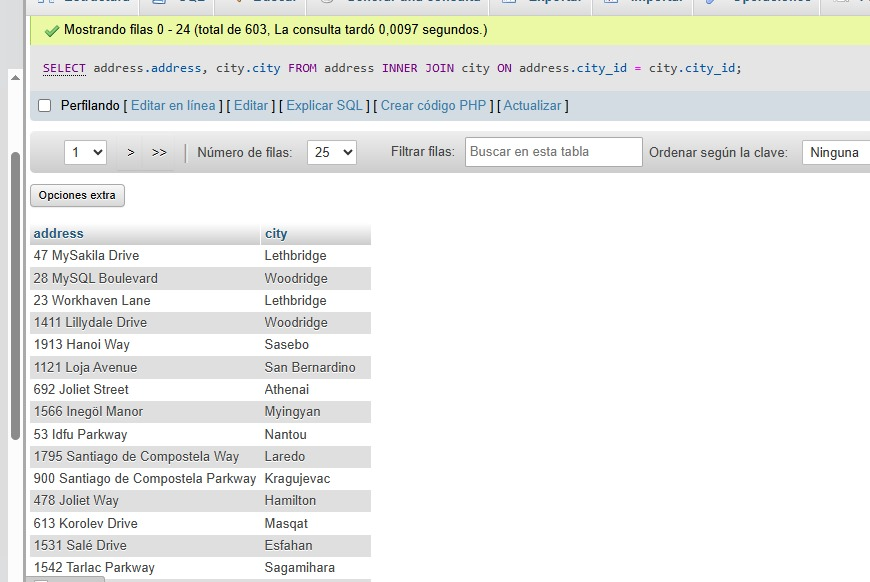 Mostrando filas 0 - 24 (total de 603, La consulta tardó 0,0097 segundos.)
SELECT address.address, city.city FROM address INNER JOIN city ON address.city_id = city.city_id;
Perfilando [ Editar en línea ] [ Editar ] [ Explicar SQL ] [ Crear código PHP ] [ Actualizar ]
1 > >> | Número de filas: 25 Filtrar filas: Buscar en esta tabla Ordenar según la clave: Ninguna
Opciones extra
address city
47 MySakila Drive Lethbridge
28 MySQL Boulevard Woodridge
23 Workhaven Lane Lethbridge
1411 Lillydale Drive Woodridge
1913 Hanoi Way Sasebo
1121 Loja Avenue San Bernardino
692 Joliet Street Athenai
1566 Inegöl Manor Myingyan
53 Idfu Parkway Nantou
1795 Santiago de Compostela Way Laredo
900 Santiago de Compostela Parkway Kragujevac
478 Joliet Way Hamilton
613 Korolev Drive Masqat
1531 Salé Drive Esfahan
1542 Tarlac Parkway Sagamihara